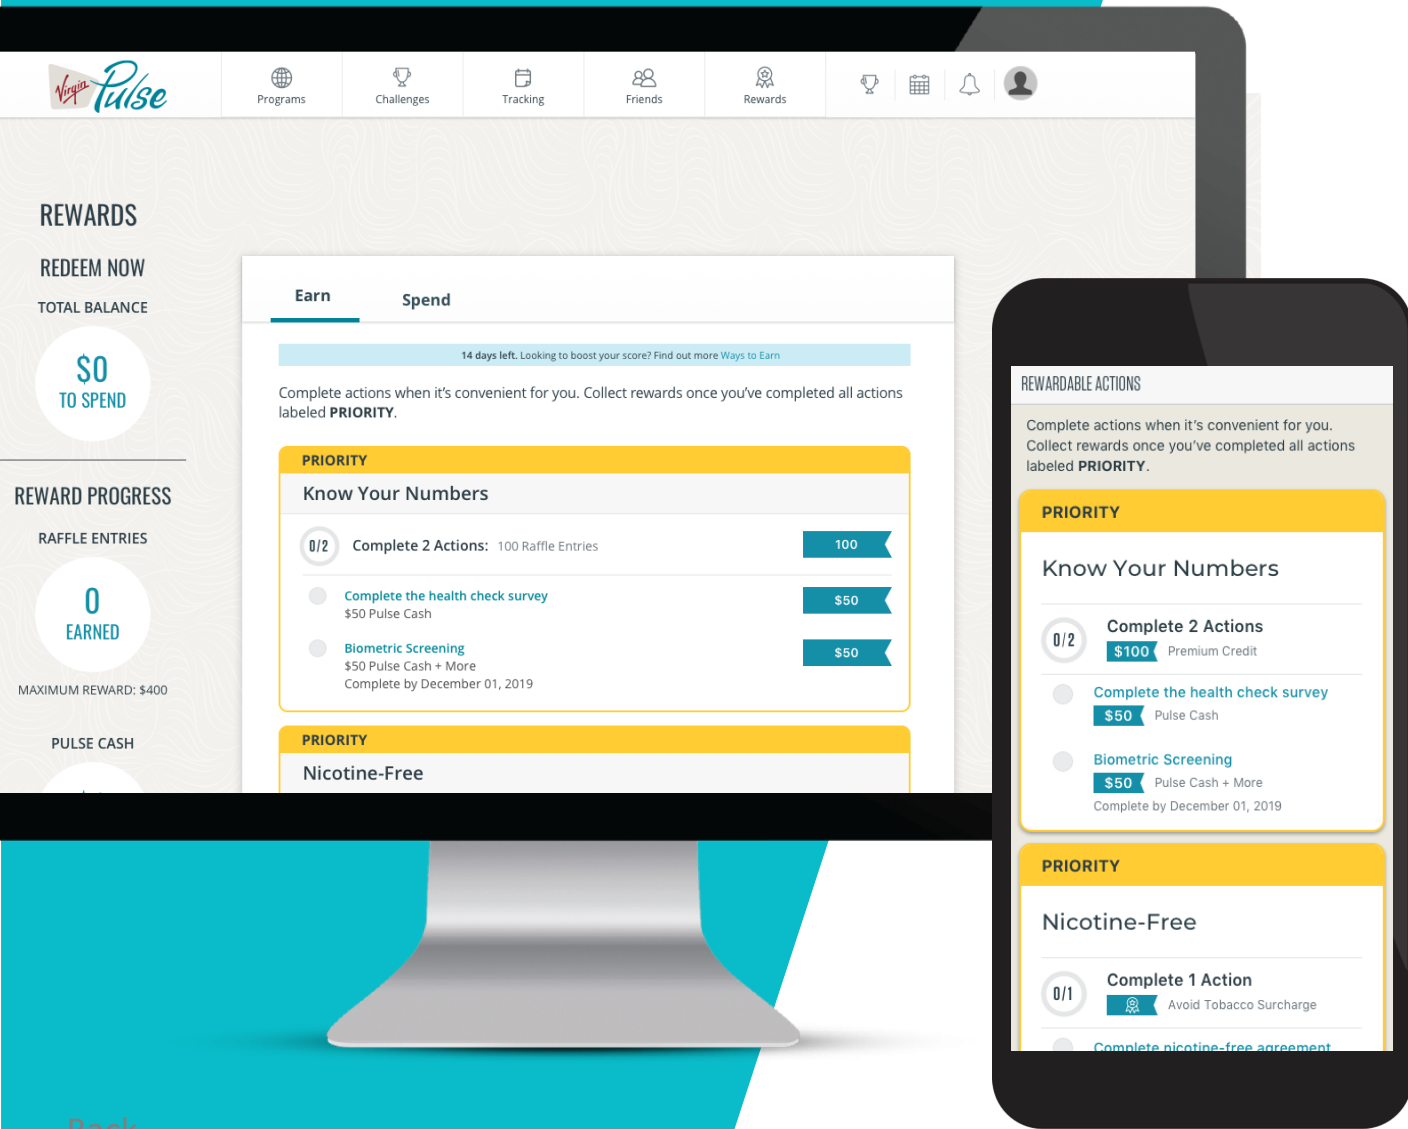 Virgin Pulse
Programs
Challenges
Tracking
Friends
Rewards
REWARDS
REDEEM NOW
TOTAL BALANCE
$0
TO SPEND
REWARD PROGRESS
RAFFLE ENTRIES
0
EARNED
MAXIMUM REWARD: $400
PULSE CASH
Earn
Spend
14 days left. Looking to boost your score? Find out more Ways to Earn
Complete actions when it's convenient for you. Collect rewards once you've completed all actions
labeled PRIORITY.
PRIORITY
Know Your Numbers
0/2 Complete 2 Actions: 100 Raffle Entries 100
Complete the health check survey $50
$50 Pulse Cash
Biometric Screening $50
$50 Pulse Cash + More
Complete by December 01, 2019
PRIORITY
Nicotine-Free
REWARDABLE ACTIONS
Complete actions when it's convenient for you.
Collect rewards once you've completed all actions
labeled PRIORITY.
PRIORITY
Know Your Numbers
0/2 Complete 2 Actions
$100 Premium Credit
Complete the health check survey
$50 Pulse Cash
Biometric Screening
$50 Pulse Cash + More
Complete by December 01, 2019
PRIORITY
Nicotine-Free
0/1 Complete 1 Action
Avoid Tobacco Surcharge
Complete nicotine-free agreement
Back